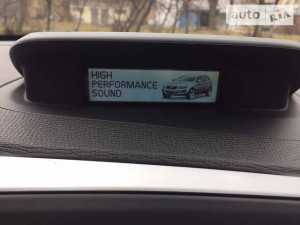 auto RIA
HIGH
PERFORMANCE
SOUND